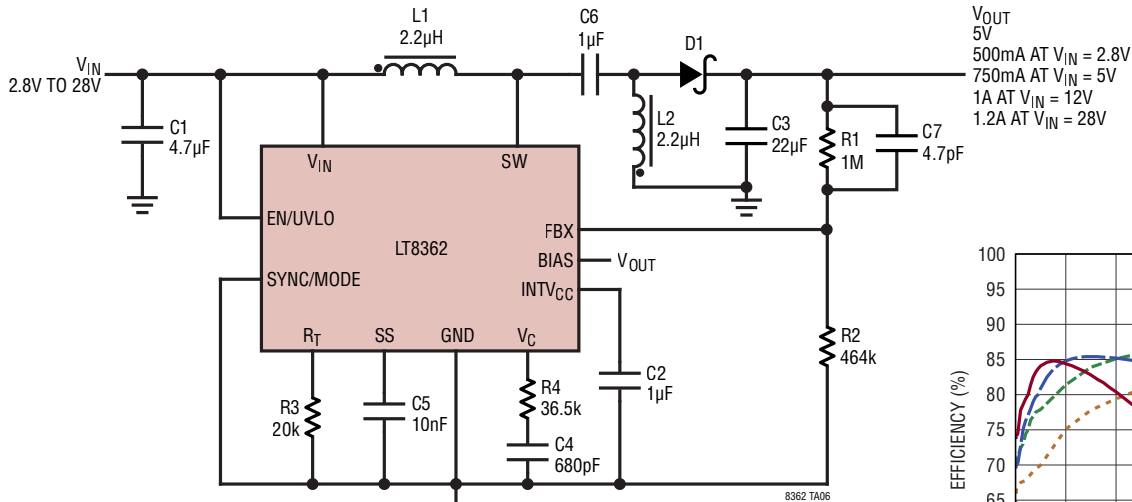 L1
2.2µH
C6
1µF
D1
VIN
2.8V TO 28V
VOUT
5V
500mA AT VIN = 2.8V
750mA AT VIN = 5V
1A AT VIN = 12V
1.2A AT VIN = 28V
C1
4.7µF
L2
2.2µH
C3
22µF
R1
1M
C7
4.7pF
VIN
SW
EN/UVLO
LT8362
FBX
BIAS
VOUT
SYNC/MODE
INTVCC
RT
SS
GND
VC
R2
464k
R3
20k
C5
10nF
R4
36.5k
C4
680pF
C2
1µF
8362 TA06
100
95
90
85
80
75
70
65
EFFICIENCY (%)